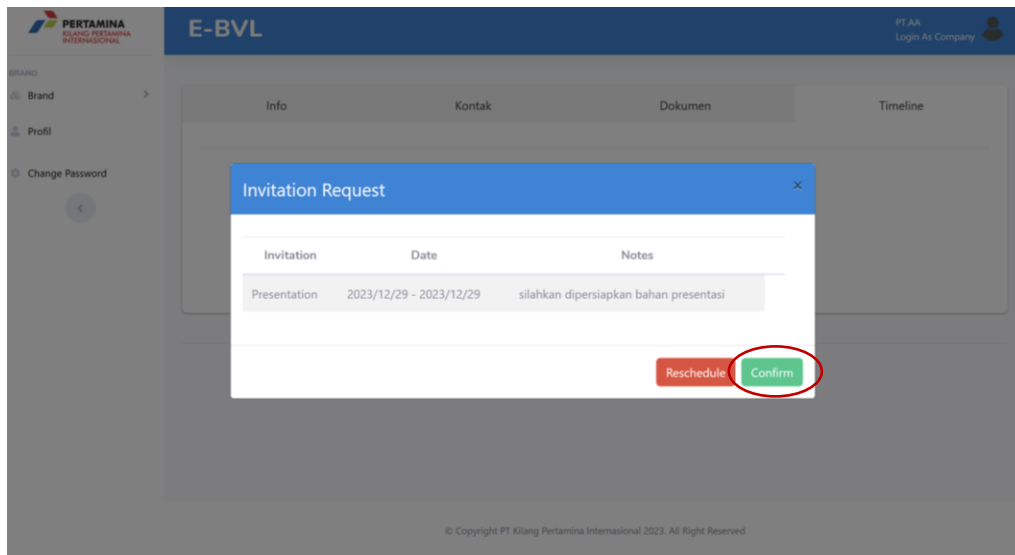 PERTAMINA
KILANG PERTAMINA
INTERNASIONAL
E-BVL
PT.AA
Login As Company
BRAND
Brand
Profil
Change Password
Info Kontak Dokumen Timeline
Invitation Request ×
Invitation Date Notes
Presentation 2023/12/29 - 2023/12/29 silahkan dipersiapkan bahan presentasi
Reschedule Confirm
© Copyright PT Kilang Pertamina Internasional 2023. All Right Reserved